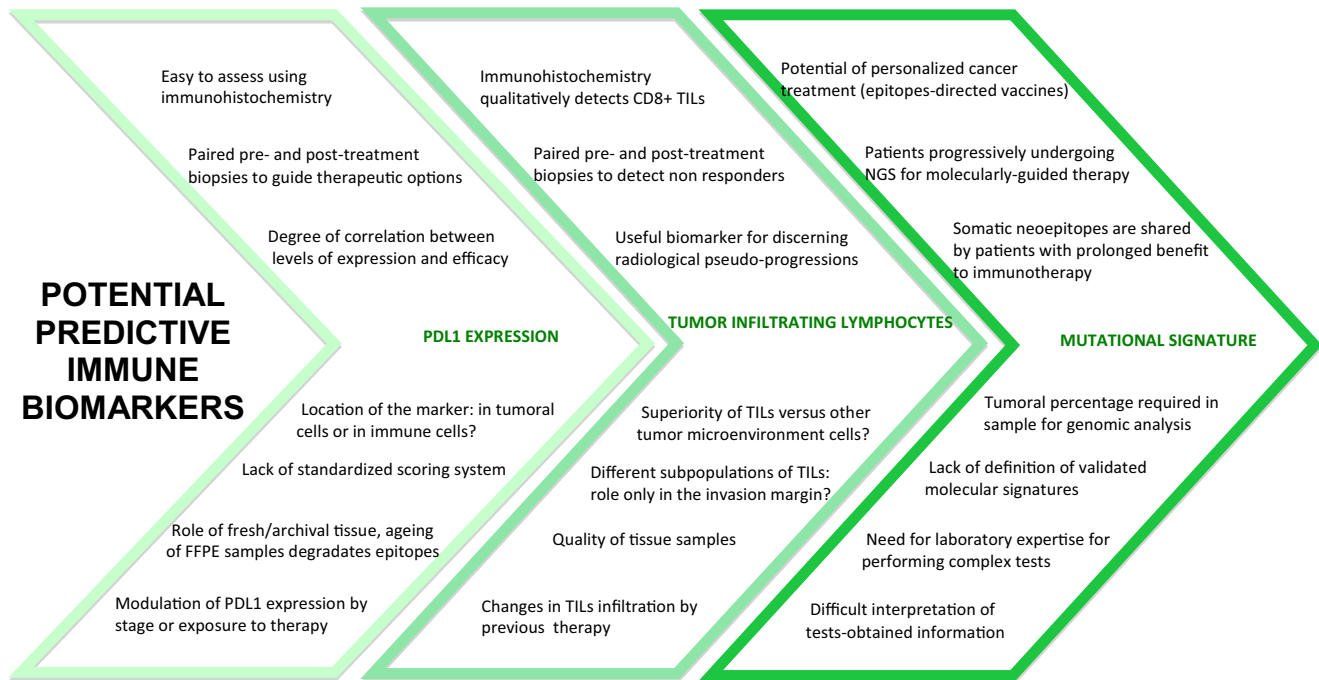 POTENTIAL
PREDICTIVE
IMMUNE
BIOMARKERS
Easy to assess using
immunohistochemistry
Paired pre- and post-treatment
biopsies to guide therapeutic options
Degree of correlation between
levels of expression and efficacy
PDL1 EXPRESSION
Location of the marker: in tumoral
cells or in immune cells?
Lack of standardized scoring system
Role of fresh/archival tissue, ageing
of FFPE samples degradates epitopes
Modulation of PDL1 expression by
stage or exposure to therapy
Immunohistochemistry
qualitatively detects CD8+ TILs
Paired pre- and post-treatment
biopsies to detect non responders
Useful biomarker for discerning
radiological pseudo-progressions
TUMOR INFILTRATING LYMPHOCYTES
Superiority of TILs versus other
tumor microenvironment cells?
Different subpopulations of TILs:
role only in the invasion margin?
Quality of tissue samples
Changes in TILs infiltration by
previous therapy
Potential of personalized cancer
treatment (epitopes-directed vaccines)
Patients progressively undergoing
NGS for molecularly-guided therapy
Somatic neoepitopes are shared
by patients with prolonged benefit
to immunotherapy
MUTATIONAL SIGNATURE
Tumoral percentage required in
sample for genomic analysis
Lack of definition of validated
molecular signatures
Need for laboratory expertise for
performing complex tests
Difficult interpretation of
tests-obtained information